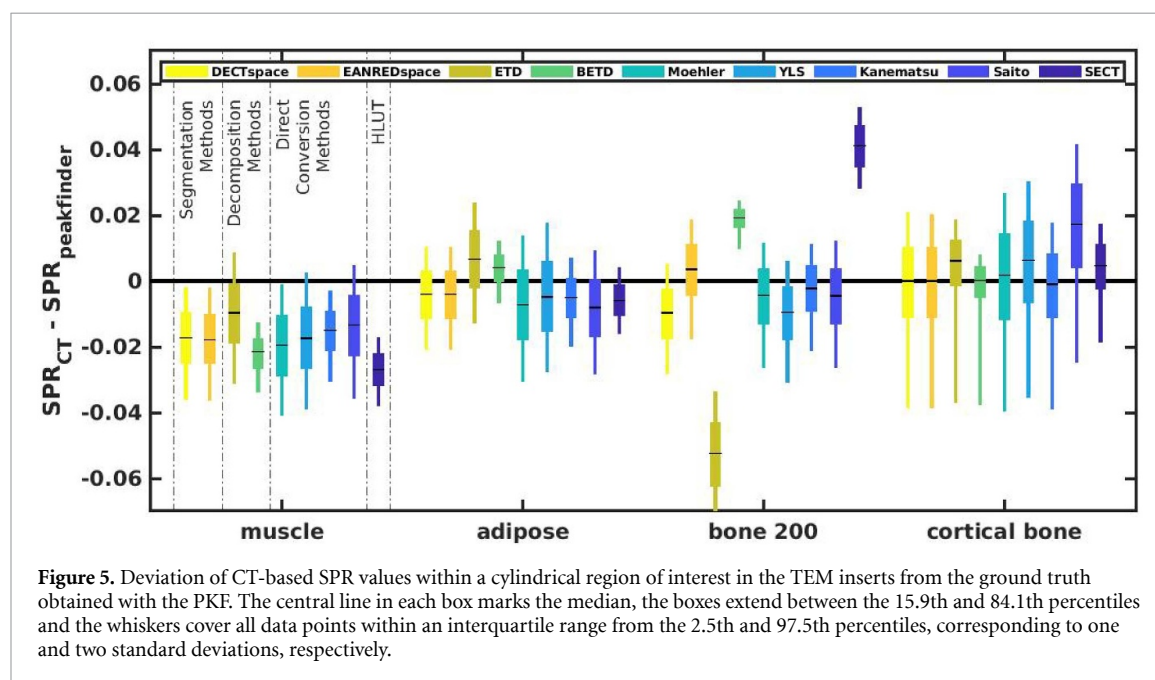 DECTspace EANREDspace ETD BETD Moehler YLS Kanematsu Saito SECT
Segmentation
Methods
Decomposition
Methods
Direct
Conversion
Methods
HLUT
SPR_CT - SPR_peakfinder
0.06
0.04
0.02
0
-0.02
-0.04
-0.06
muscle adipose bone 200 cortical bone
Figure 5. Deviation of CT-based SPR values within a cylindrical region of interest in the TEM inserts from the ground truth
obtained with the PKF. The central line in each box marks the median, the boxes extend between the 15.9th and 84.1th percentiles
and the whiskers cover all data points within an interquartile range from the 2.5th and 97.5th percentiles, corresponding to one
and two standard deviations, respectively.